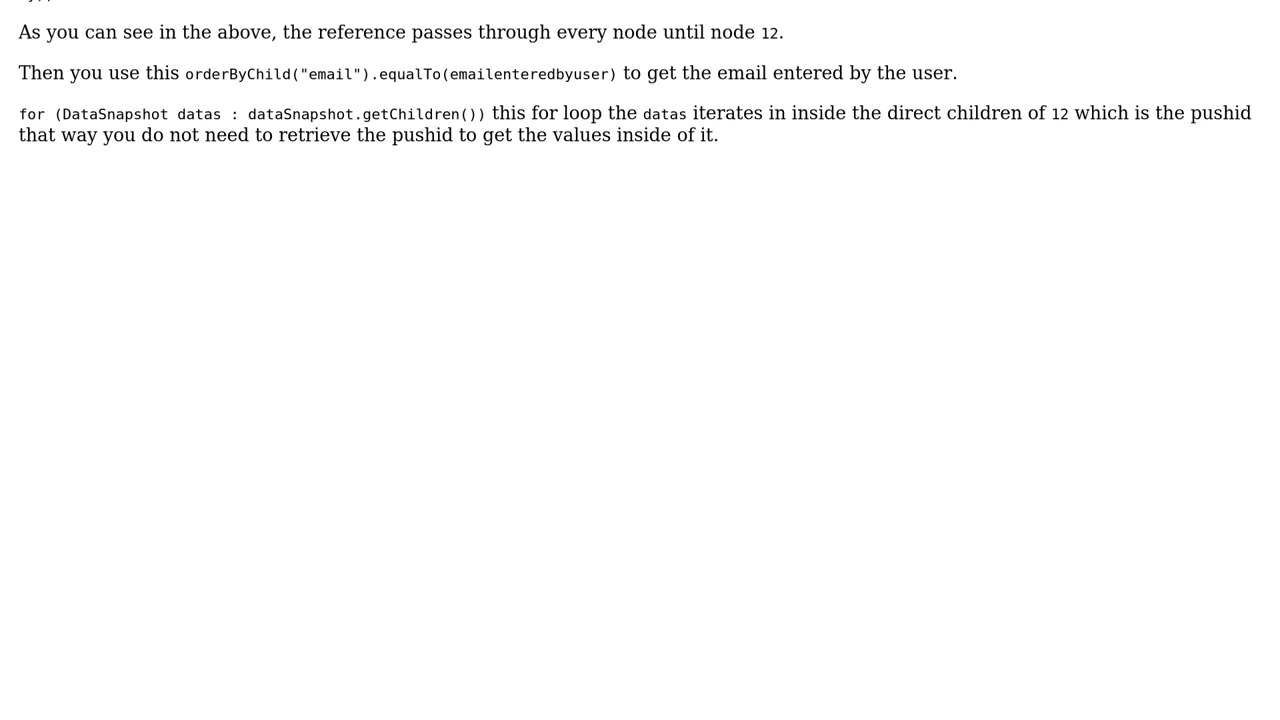 As you can see in the above, the reference passes through every node until node 12.
Then you use this orderByChild("email").equalTo(emailenteredbyuser) to get the email entered by the user.
for (DataSnapshot datas : dataSnapshot.getChildren()) this for loop the datas iterates in inside the direct children of 12 which is the pushid
that way you do not need to retrieve the pushid to get the values inside of it.